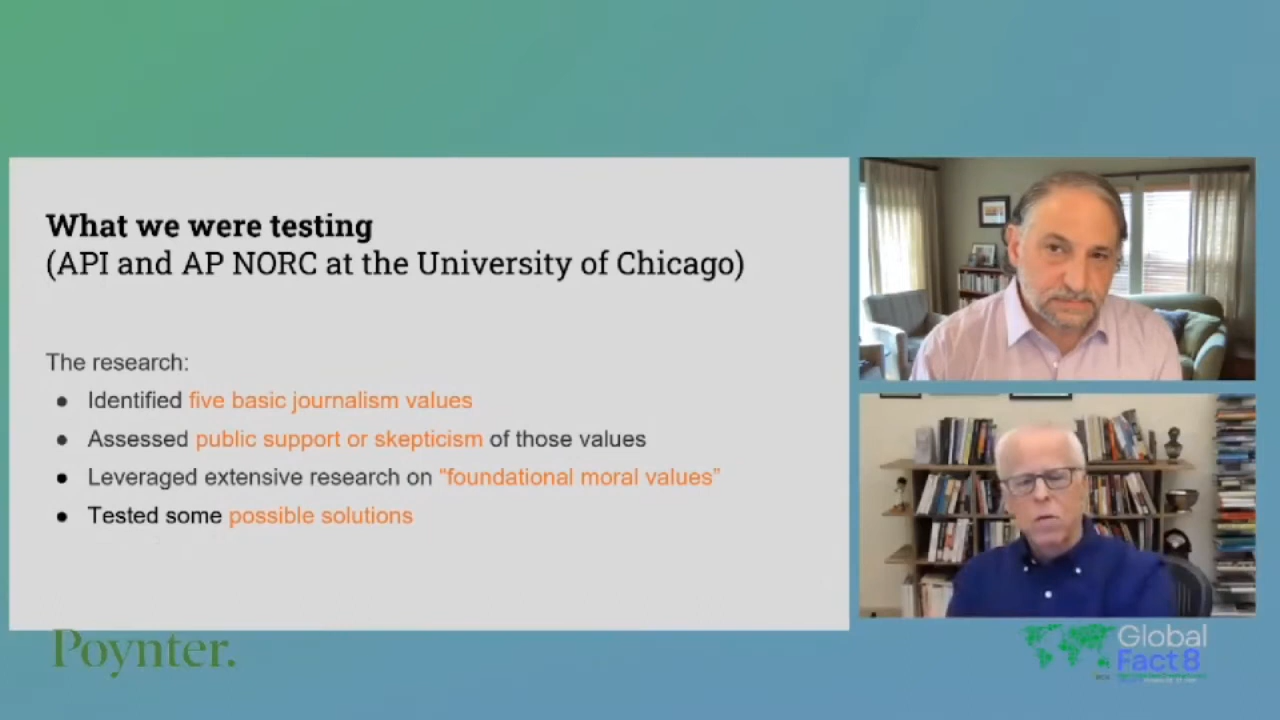 What we were testing
(API and AP NORC at the University of Chicago)
The research:
● Identified five basic journalism values
● Assessed public support or skepticism of those values
● Leveraged extensive research on “foundational moral values”
● Tested some possible solutions
Poynter.
Global
Fact 8